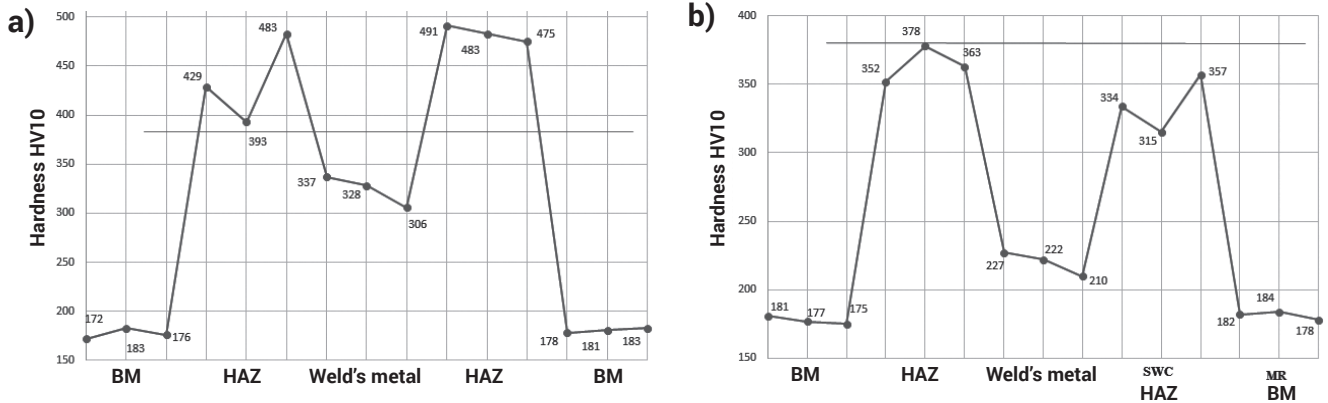 a)
Hardness HV10
500
450
400
350
300
250
200
150
172
183
176
429
393
483
337
328
306
491
483
475
178
181
183
BM
HAZ
Weld's metal
HAZ
BM
b)
Hardness HV10
400
350
300
250
200
150
181
177
175
352
378
363
227
222
210
334
315
357
182
184
178
BM
HAZ
Weld's metal
SWC
HAZ
MR
BM